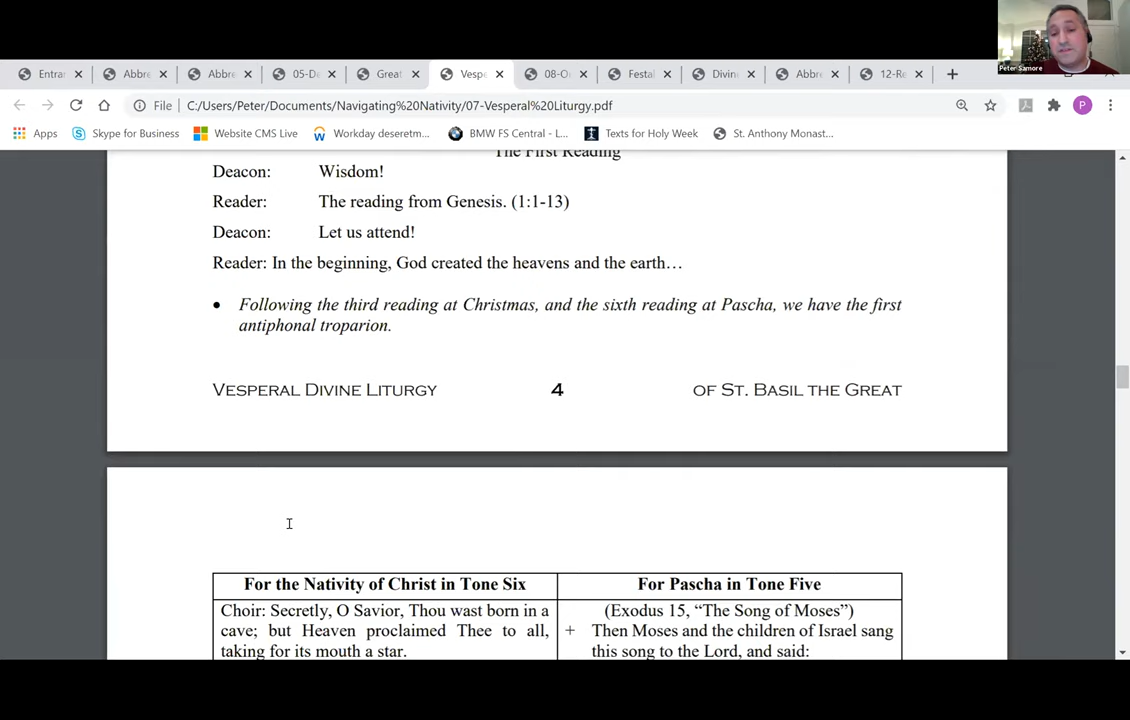 Peter Samore
Entra
Abbre
Abbre
05-De
Great
Vespe
08-O
Festal
Divin
Abbre
12-Re
File
C:/Users/Peter/Documents/Navigating%20Nativity/07-Vesperal%20Liturgy.pdf
P
Apps
Skype for Business
Website CMS Live
Workday deseretm...
BMW FS Central - L...
Texts for Holy Week
St. Anthony Monast...
The First Reading
Deacon: Wisdom!
Reader: The reading from Genesis. (1:1-13)
Deacon: Let us attend!
Reader: In the beginning, God created the heavens and the earth…
• Following the third reading at Christmas, and the sixth reading at Pascha, we have the first
antiphonal troparion.
VESPERAL DIVINE LITURGY 4 OF ST. BASIL THE GREAT
For the Nativity of Christ in Tone Six
Choir: Secretly, O Savior, Thou wast born in a
cave; but Heaven proclaimed Thee to all,
taking for its mouth a star.
For Pascha in Tone Five
(Exodus 15, “The Song of Moses”)
+ Then Moses and the children of Israel sang
this song to the Lord, and said: